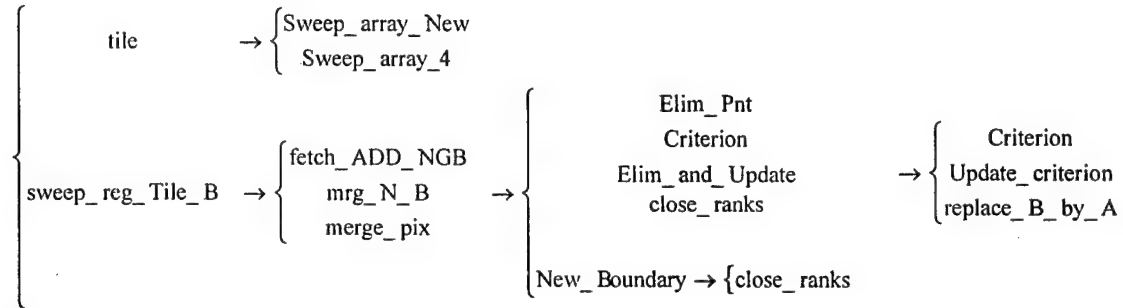 tile → { Sweep_array_New
Sweep_array_4
sweep_reg_Tile_B → { fetch_ADD_NGB
mrg_N_B →
merge_pix
Elim_Pnt
Criterion
Elim_and_Update →
close_ranks
New_Boundary → {close_ranks
Criterion
Update_criterion
replace_B_by_A